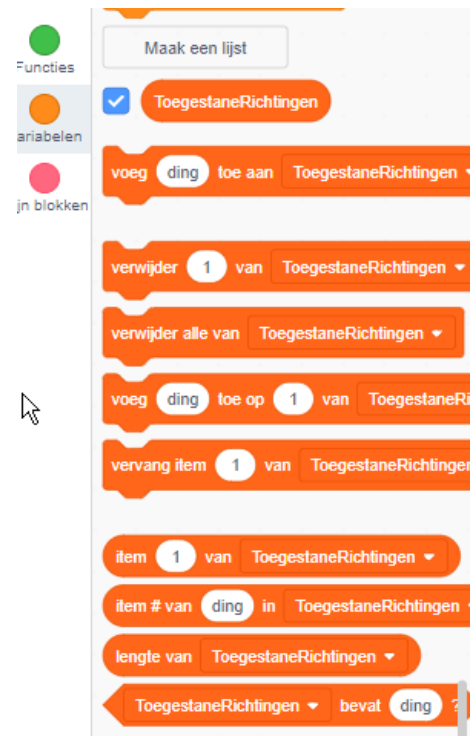 Maak een lijst
Functies
ToegestaneRichtingen
ariabelen
voeg ding toe aan ToegestaneRichtingen
jn blokken
verwijder 1 van ToegestaneRichtingen
verwijder alle van ToegestaneRichtingen
voeg ding toe op 1 van ToegestaneRi
vervang item 1 van ToegestaneRichtingen
item 1 van ToegestaneRichtingen
item # van ding in ToegestaneRichtingen
lengte van ToegestaneRichtingen
ToegestaneRichtingen bevat ding ?